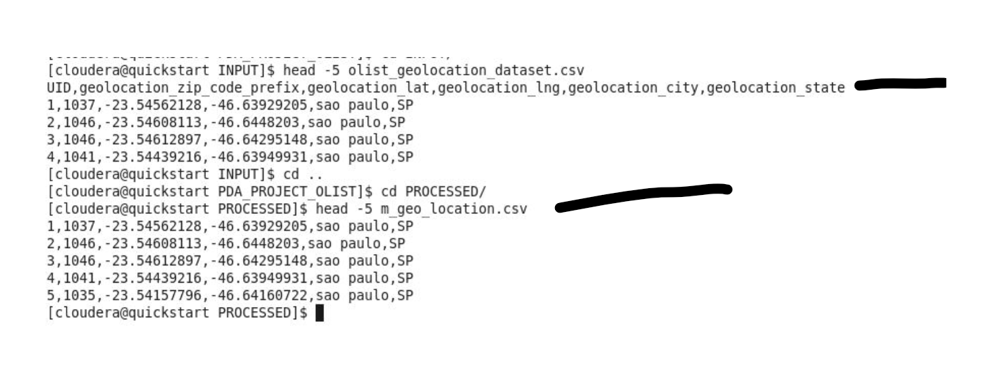 [cloudera@quickstart INPUT]$ head -5 olist_geolocation_dataset.csv
UID,geolocation_zip_code_prefix,geolocation_lat,geolocation_lng,geolocation_city,geolocation_state
1,1037,-23.54562128,-46.63929205,sao paulo,SP
2,1046,-23.54608113,-46.6448203,sao paulo,SP
3,1046,-23.54612897,-46.64295148,sao paulo,SP
4,1041,-23.54439216,-46.63949931,sao paulo,SP
[cloudera@quickstart INPUT]$ cd ..
[cloudera@quickstart PDA_PROJECT_OLIST]$ cd PROCESSED/
[cloudera@quickstart PROCESSED]$ head -5 m_geo_location.csv
1,1037,-23.54562128,-46.63929205,sao paulo,SP
2,1046,-23.54608113,-46.6448203,sao paulo,SP
3,1046,-23.54612897,-46.64295148,sao paulo,SP
4,1041,-23.54439216,-46.63949931,sao paulo,SP
5,1035,-23.54157796,-46.64160722,sao paulo,SP
[cloudera@quickstart PROCESSED]$